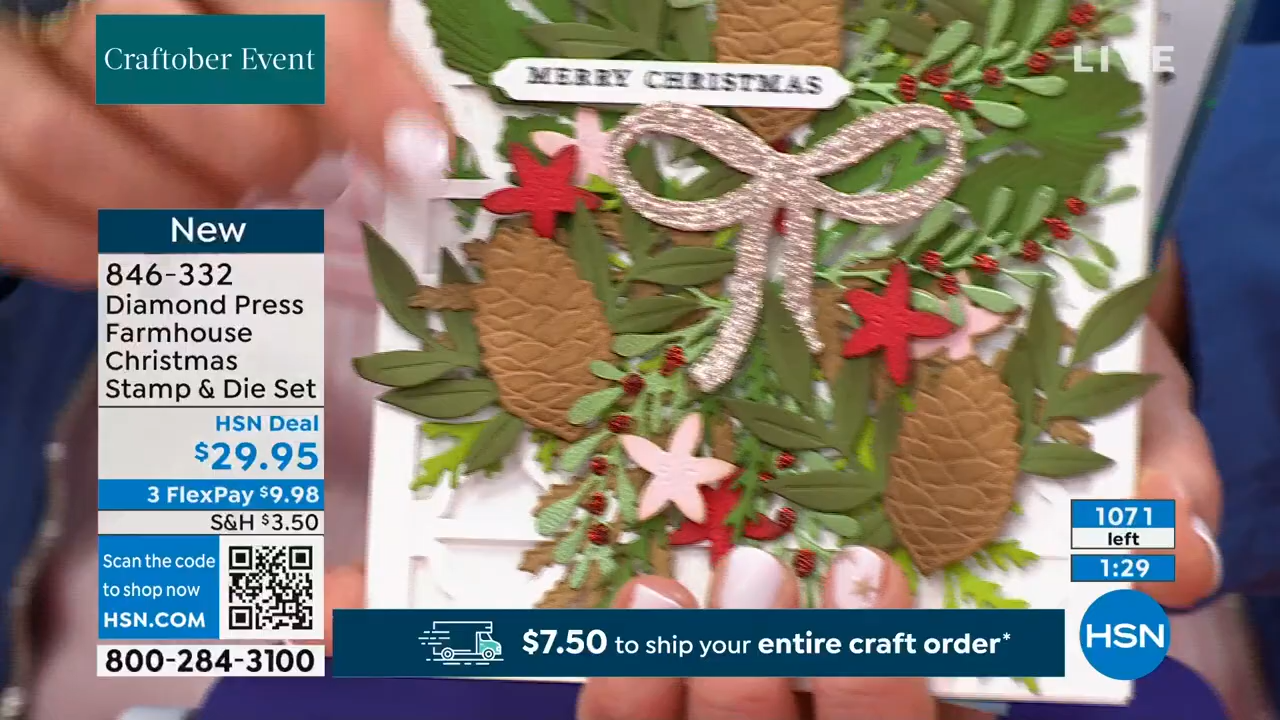 Craftober Event
LIVE
MERRY CHRISTMAS
New
846-332
Diamond Press
Farmhouse
Christmas
Stamp & Die Set
HSN Deal
$29.95
3 FlexPay $9.98
S&H $3.50
Scan the code
to shop now
HSN.COM
800-284-3100
1071
left
1:29
$7.50 to ship your entire craft order*
HSN